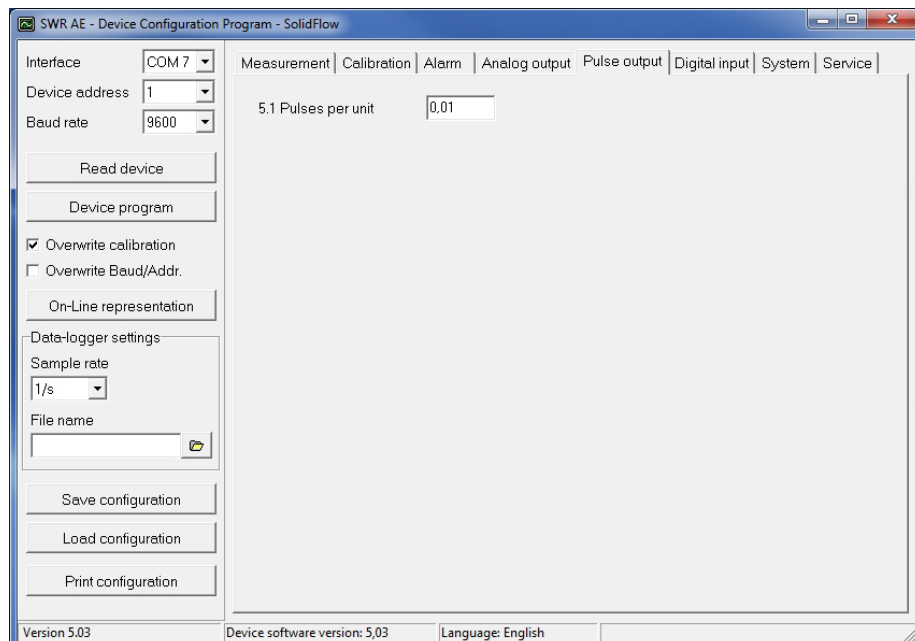 SWR AE - Device Configuration Program - SolidFlow
Interface COM 7
Device address 1
Baud rate 9600
Read device
Device program
Overwrite calibration
Overwrite Baud/Addr.
On-Line representation
Data-logger settings
Sample rate
1/s
File name
Save configuration
Load configuration
Print configuration
Measurement Calibration Alarm Analog output Pulse output Digital input System Service
5.1 Pulses per unit 0,01
Version 5.03 Device software version: 5,03 Language: English